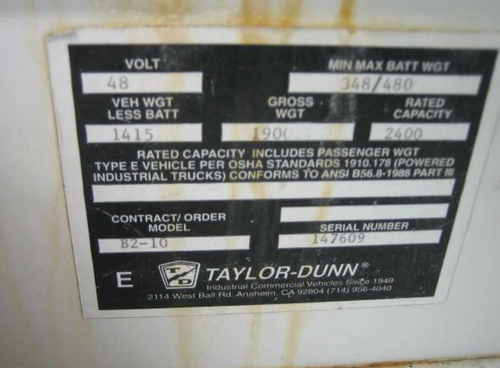 VOLT MIN MAX BATT WGT
48 348/480
VEH WGT GROSS RATED
LESS BATT WGT CAPACITY
1415 1900 2400
RATED CAPACITY INCLUDES PASSENGER WGT
TYPE E VEHICLE PER OSHA STANDARDS 1910.178 (POWERED
INDUSTRIAL TRUCKS) CONFORMS TO ANSI B56.8-1988 PART III
CONTRACT/ORDER
MODEL SERIAL NUMBER
B2-10 147609
E T/D TAYLOR-DUNN®
Industrial Commercial Vehicles Since 1949
2114 West Ball Rd. Anaheim, CA 92804 (714) 956-4040